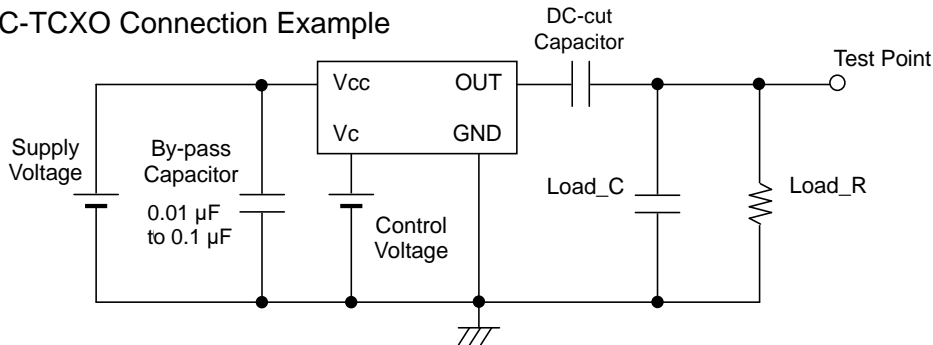 C-TCXO Connection Example
DC-cut
Capacitor
Test Point
Vcc
OUT
Vc
GND
Supply
Voltage
By-pass
Capacitor
0.01 µF
to 0.1 µF
Control
Voltage
Load_C
Load_R